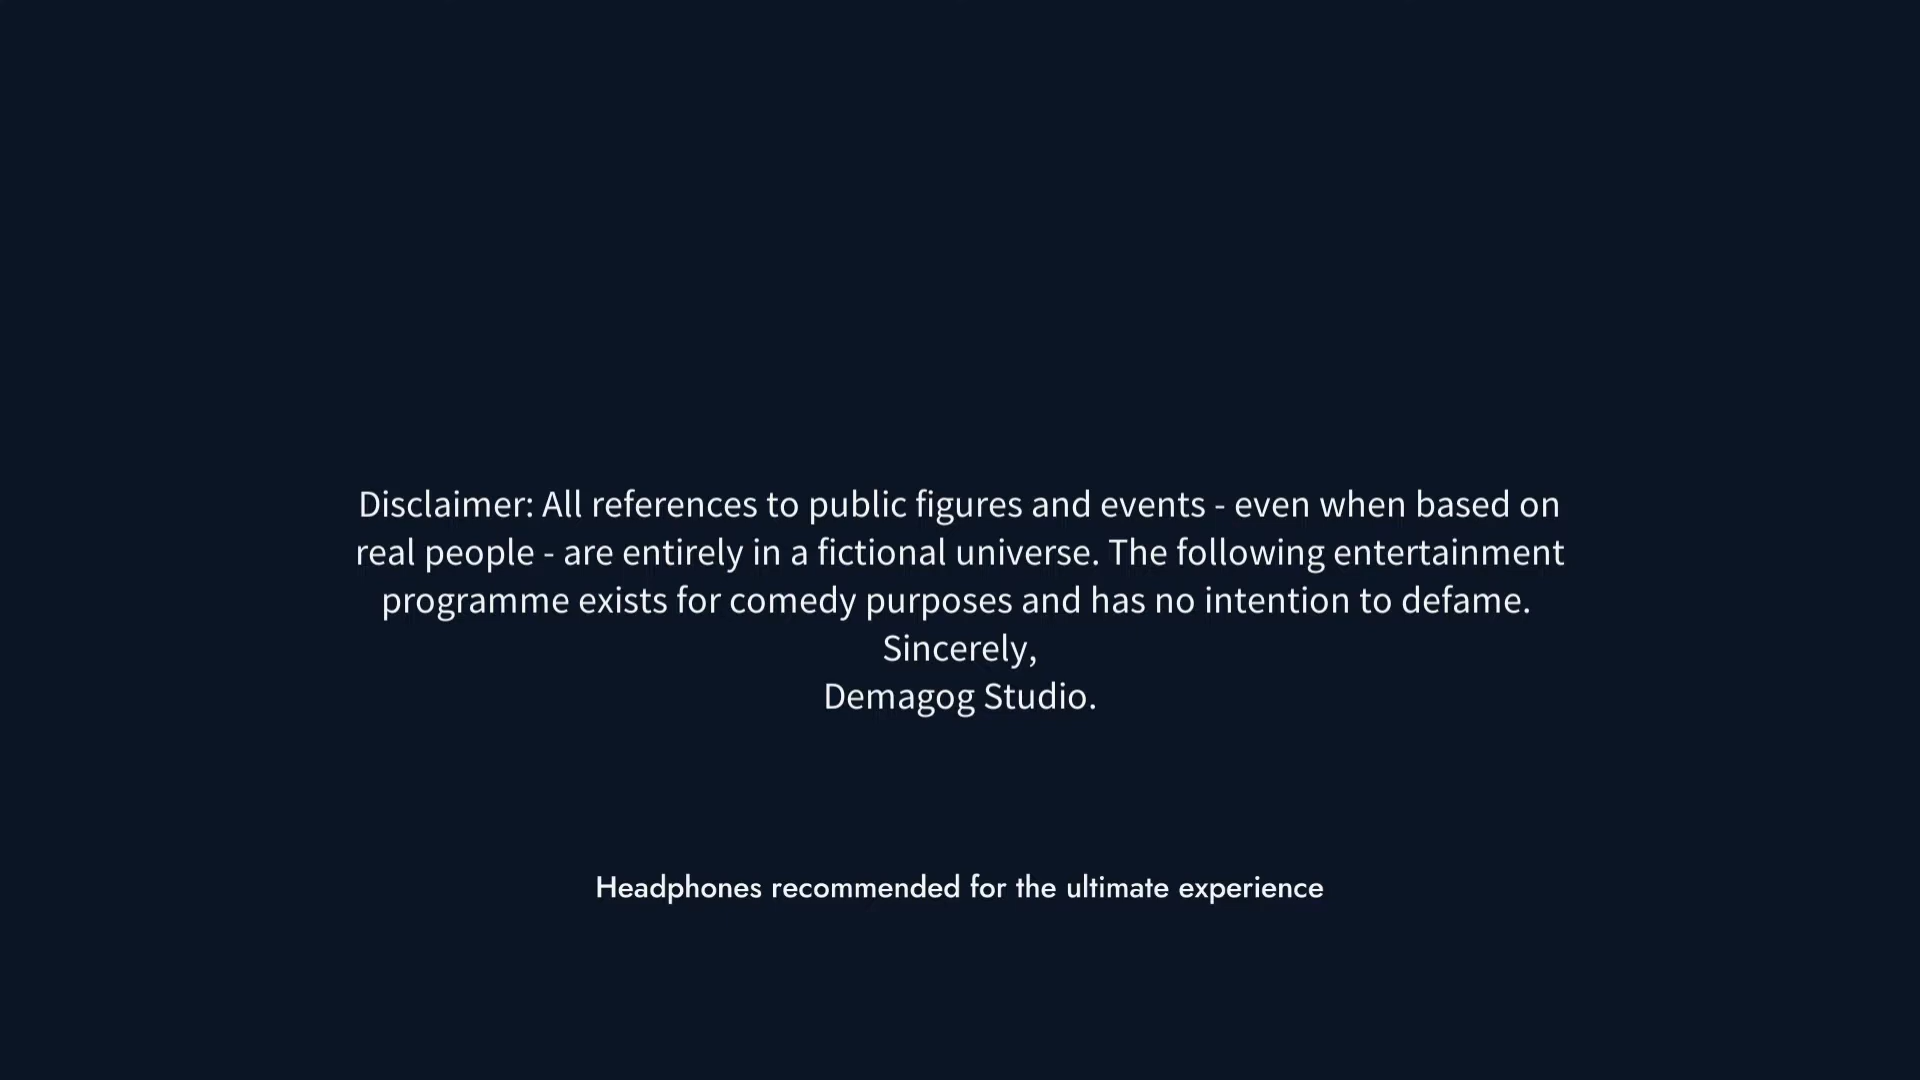 Disclaimer: All references to public figures and events - even when based on
real people - are entirely in a fictional universe. The following entertainment
programme exists for comedy purposes and has no intention to defame.
Sincerely,
Demagog Studio.
Headphones recommended for the ultimate experience